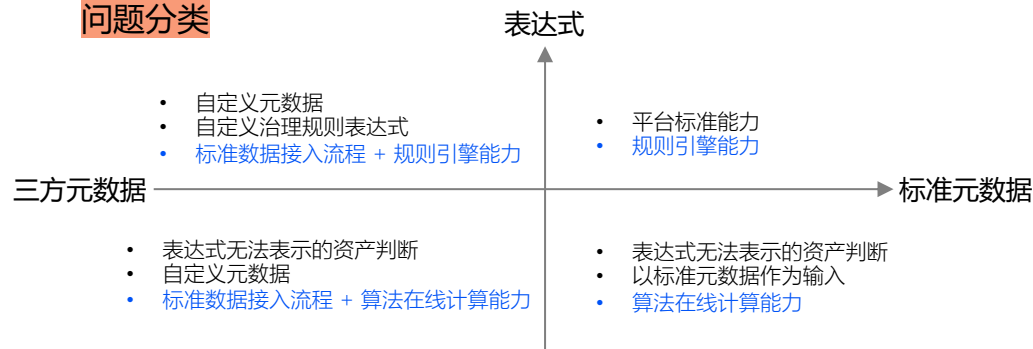 问题分类
表达式
• 自定义元数据
• 自定义治理规则表达式
• 标准数据接入流程 + 规则引擎能力
• 平台标准能力
• 规则引擎能力
三方元数据
标准元数据
• 表达式无法表示的资产判断
• 自定义元数据
• 标准数据接入流程 + 算法在线计算能力
• 表达式无法表示的资产判断
• 以标准元数据作为输入
• 算法在线计算能力